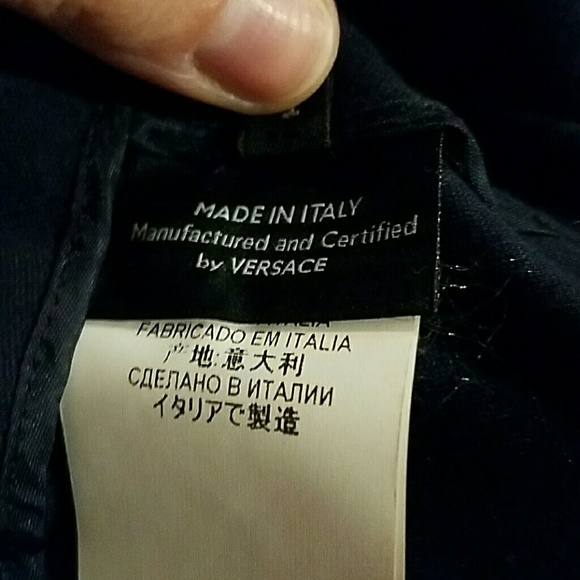 MADE IN ITALY
Manufactured and Certified
by VERSACE
FABRICADO EM ITALIA
产地:意大利
СДЕЛАНО В ИТАЛИИ
イタリアで製造